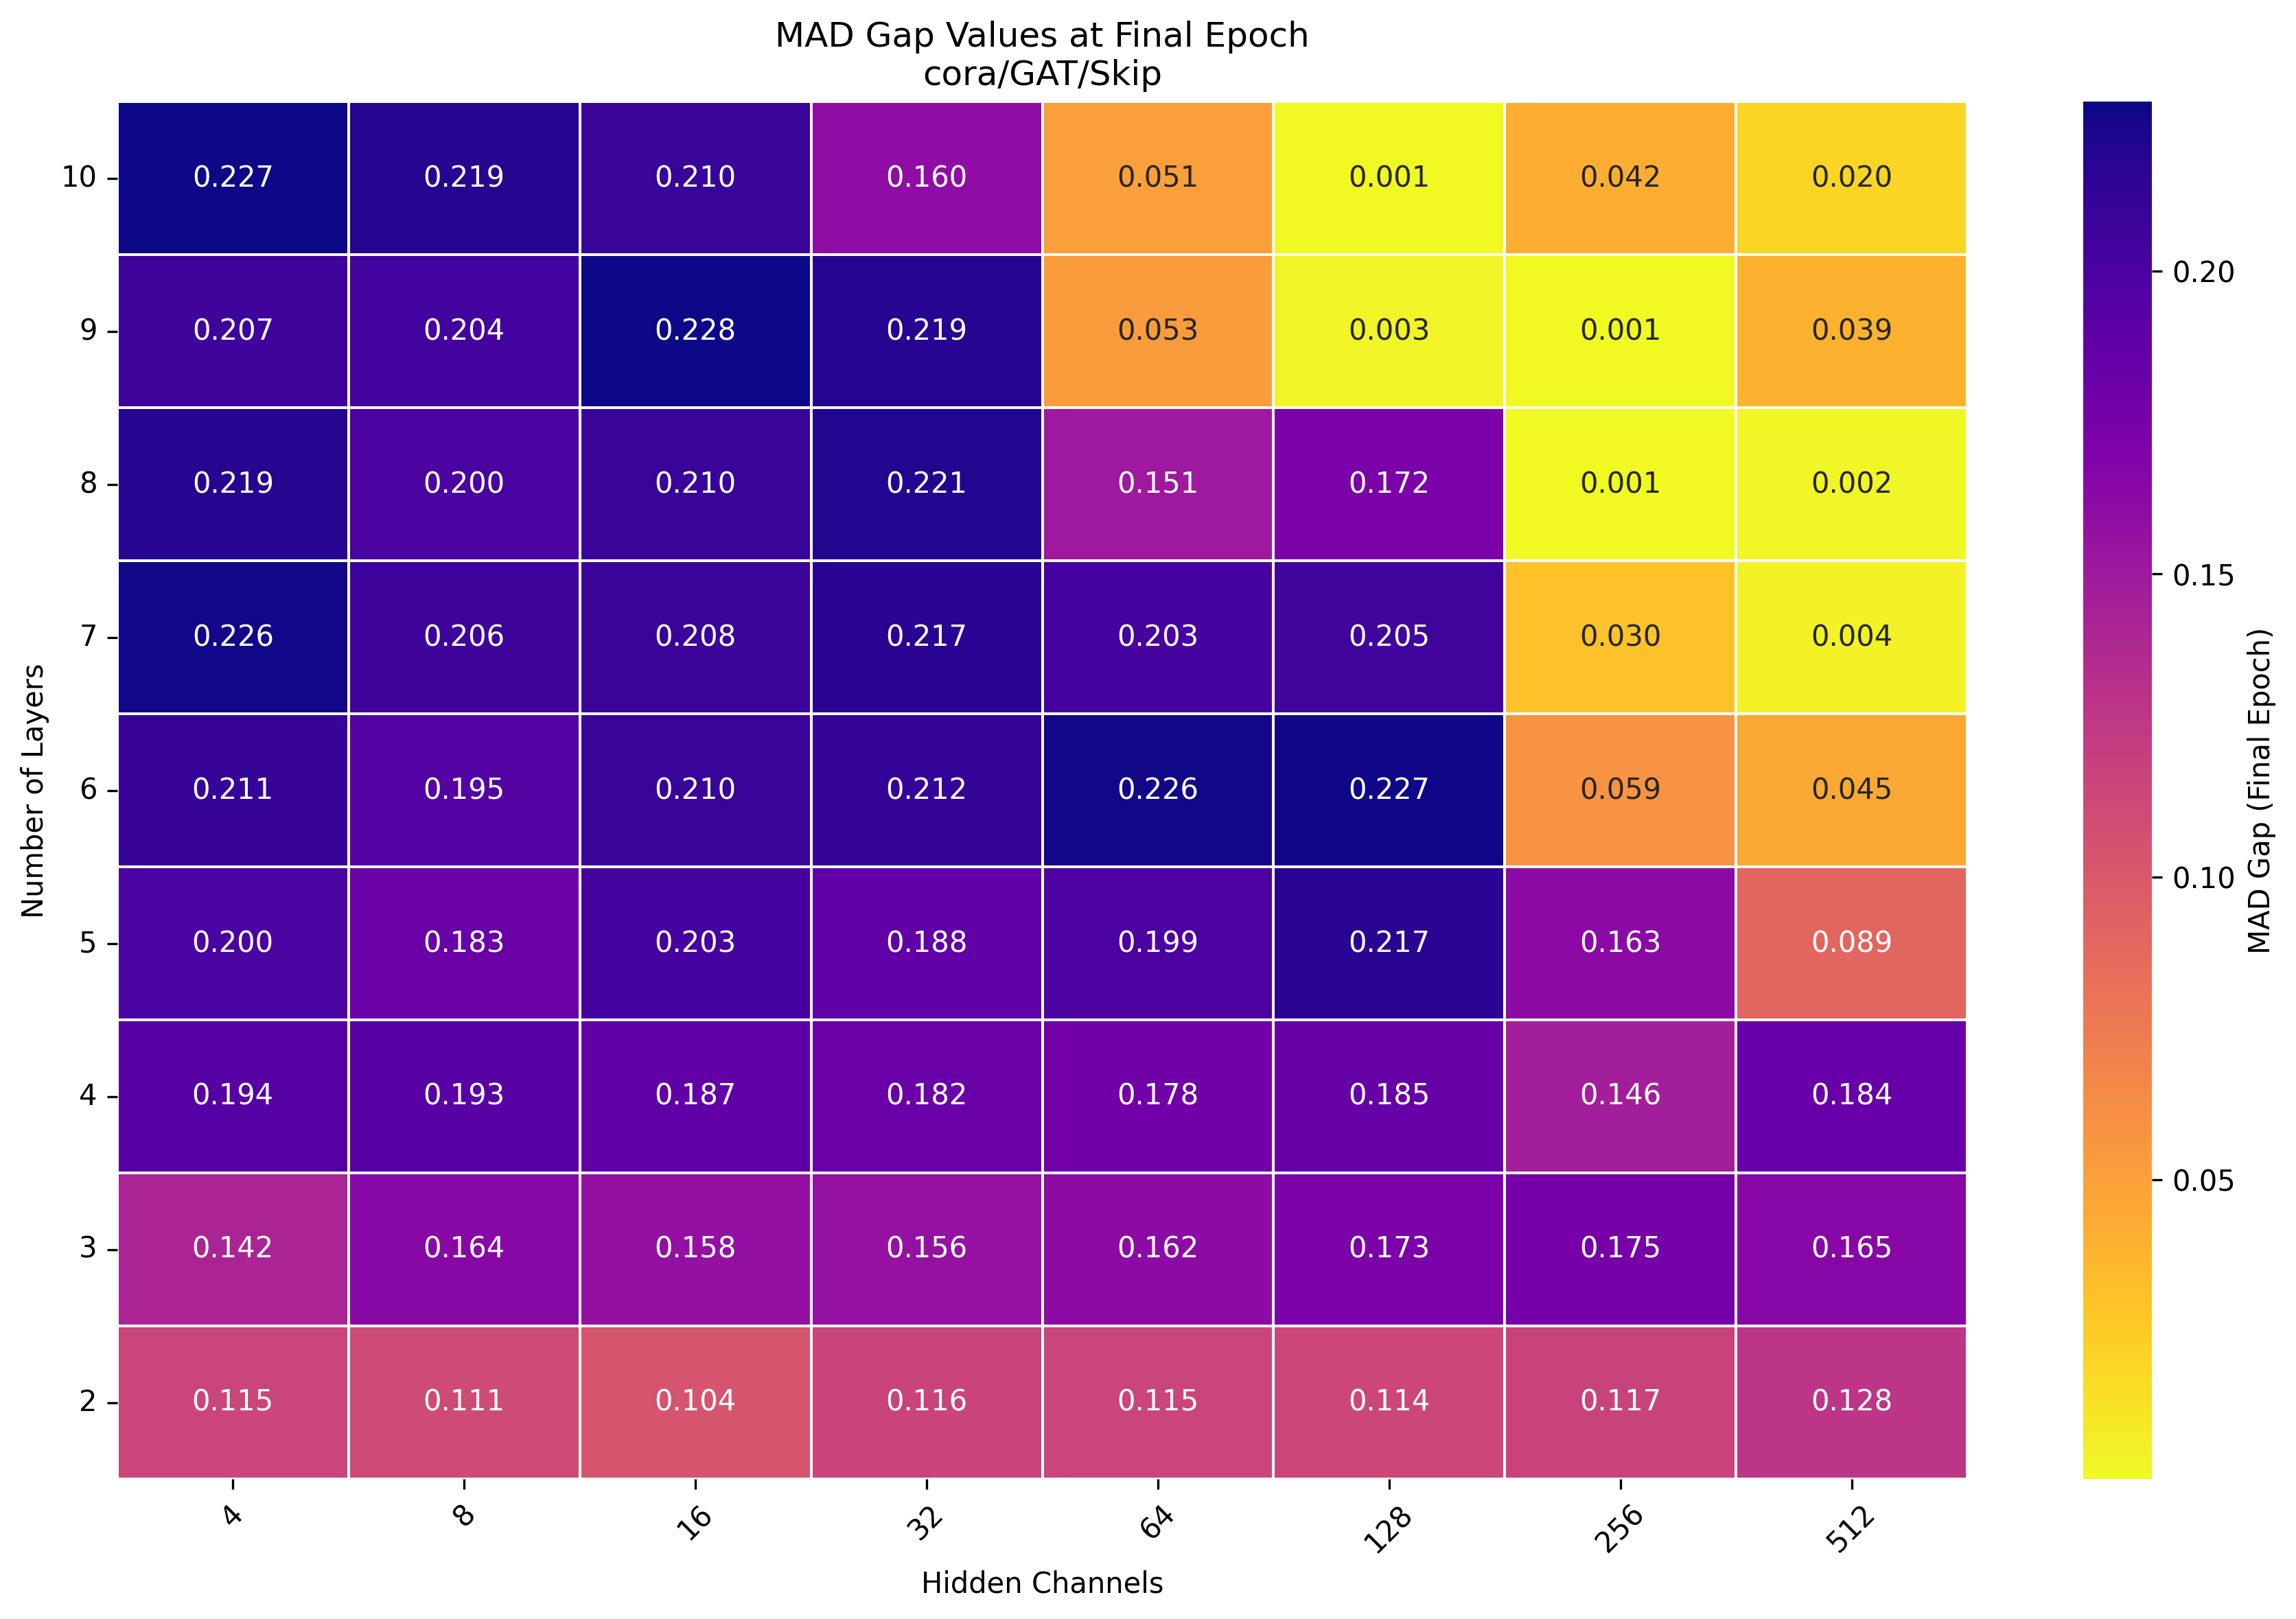 MAD Gap Values at Final Epoch
cora/GAT/Skip
10 0.227 0.219 0.210 0.160 0.051 0.001 0.042 0.020
9 0.207 0.204 0.228 0.219 0.053 0.003 0.001 0.039
8 0.219 0.200 0.210 0.221 0.151 0.172 0.001 0.002
7 0.226 0.206 0.208 0.217 0.203 0.205 0.030 0.004
6 0.211 0.195 0.210 0.212 0.226 0.227 0.059 0.045
5 0.200 0.183 0.203 0.188 0.199 0.217 0.163 0.089
4 0.194 0.193 0.187 0.182 0.178 0.185 0.146 0.184
3 0.142 0.164 0.158 0.156 0.162 0.173 0.175 0.165
2 0.115 0.111 0.104 0.116 0.115 0.114 0.117 0.128
4 8 16 32 64 128 256 512
Hidden Channels
Number of Layers
0.20
0.15
0.10
0.05
MAD Gap (Final Epoch)